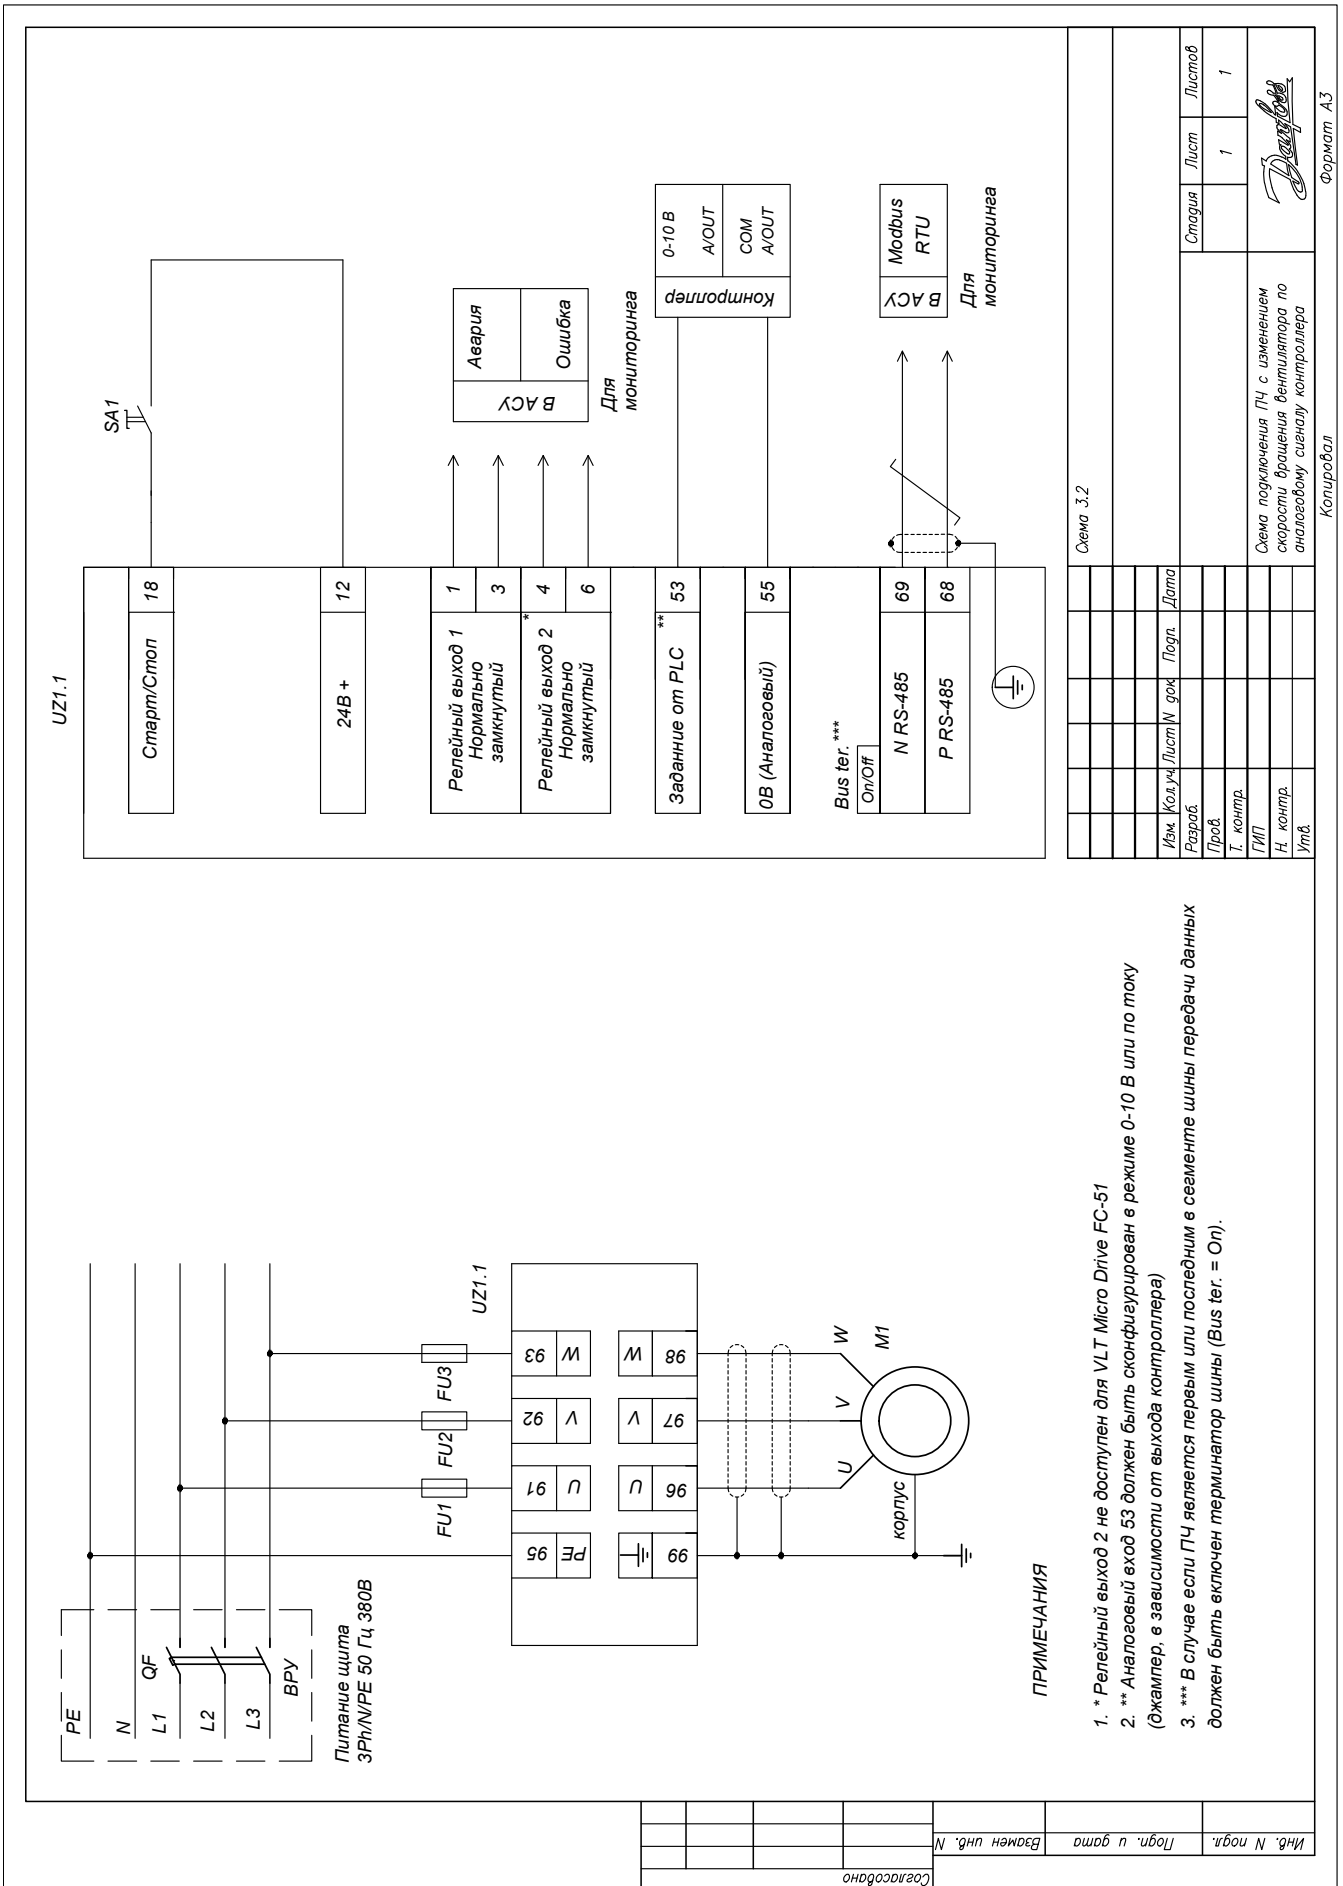 PE
N
L1
L2
L3
QF
ВРУ
Питание щита
3Ph/N/PE 50 Гц 380В
FU1
FU2
FU3
UZ1.1
95
91
92
93
PE
U
V
W
U
V
W
99
96
97
98
U
V
W
M1
корпус
UZ1.1
Старт/Стоп
18
SA1
24В +
12
Релейный выход 1
Нормально
замкнутый
1
3
Релейный выход 2
Нормально
замкнутый
*
4
6
В АСУ
Авария
Ошибка
Для
мониторинга
Задание от PLC
**
53
0В (Аналоговый)
55
Контроллер
0-10 В
A/OUT
COM
A/OUT
Bus ter. ***
On/Off
N RS-485
69
P RS-485
68
В АСУ
Modbus
RTU
Для
мониторинга
ПРИМЕЧАНИЯ
1. * Релейный выход 2 не доступен для VLT Micro Drive FC-51
2. ** Аналоговый вход 53 должен быть сконфигурирован в режиме 0-10 В или по току
(джампер, в зависимости от выхода контроллера)
3. *** В случае если ПЧ является первым или последним в сегменте шины передачи данных
должен быть включен терминатор шины (Bus ter. = On).
Схема 3.2
Изм. Кол.уч. Лист N док. Подп. Дата
Разраб.
Пров.
Т. контр.
ГИП
Н. контр.
Утв.
Схема подключения ПЧ с изменением
скорости вращения вентилятора по
аналоговому сигналу контроллера
Стадия Лист Листов
1 1
Danfoss
Копировал
Формат А3
Согласовано
Взамен инв. N
Подп. и дата
Инв. N подл.